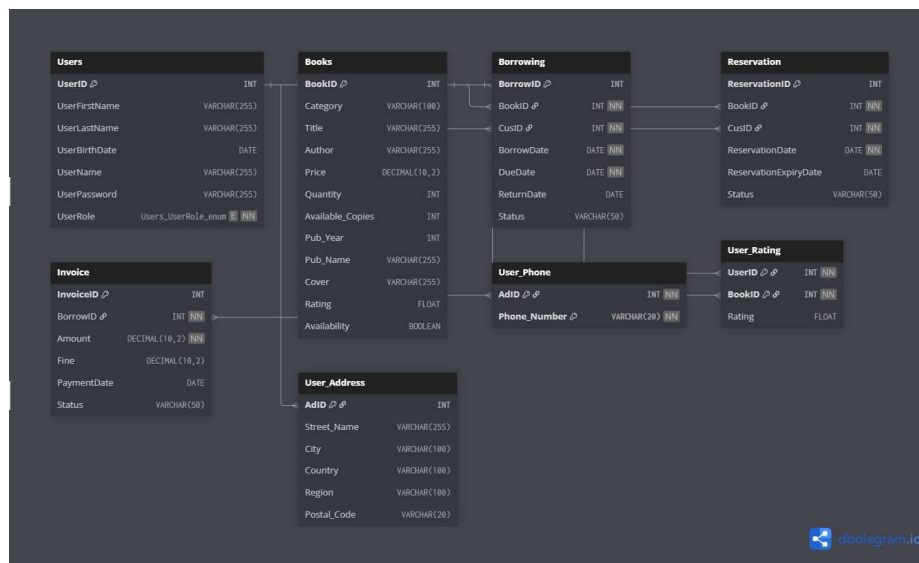 Users
UserID INT
UserFirstName VARCHAR(255)
UserLastName VARCHAR(255)
UserBirthDate DATE
UserName VARCHAR(255)
UserPassword VARCHAR(255)
UserRole Users_UserRole_enum E NN
Books
BookID INT
Category VARCHAR(100)
Title VARCHAR(255)
Author VARCHAR(255)
Price DECIMAL(10,2)
Quantity INT
Available_Copies INT
Pub_Year INT
Pub_Name VARCHAR(255)
Cover VARCHAR(255)
Rating FLOAT
Availability BOOLEAN
Borrowing
BorrowID INT
BookID INT NN
CusID INT NN
BorrowDate DATE NN
DueDate DATE NN
ReturnDate DATE
Status VARCHAR(50)
Reservation
ReservationID INT
BookID INT NN
CusID INT NN
ReservationDate DATE NN
ReservationExpiryDate DATE
Status VARCHAR(50)
Invoice
InvoiceID INT
BorrowID INT NN
Amount DECIMAL(10,2) NN
Fine DECIMAL(10,2)
PaymentDate DATE
Status VARCHAR(50)
User_Phone
AdID INT NN
Phone_Number VARCHAR(20) NN
User_Rating
UserID INT NN
BookID INT NN
Rating FLOAT
User_Address
AdID INT
Street_Name VARCHAR(255)
City VARCHAR(100)
Country VARCHAR(100)
Region VARCHAR(100)
Postal_Code VARCHAR(20)
dbdiagram.io